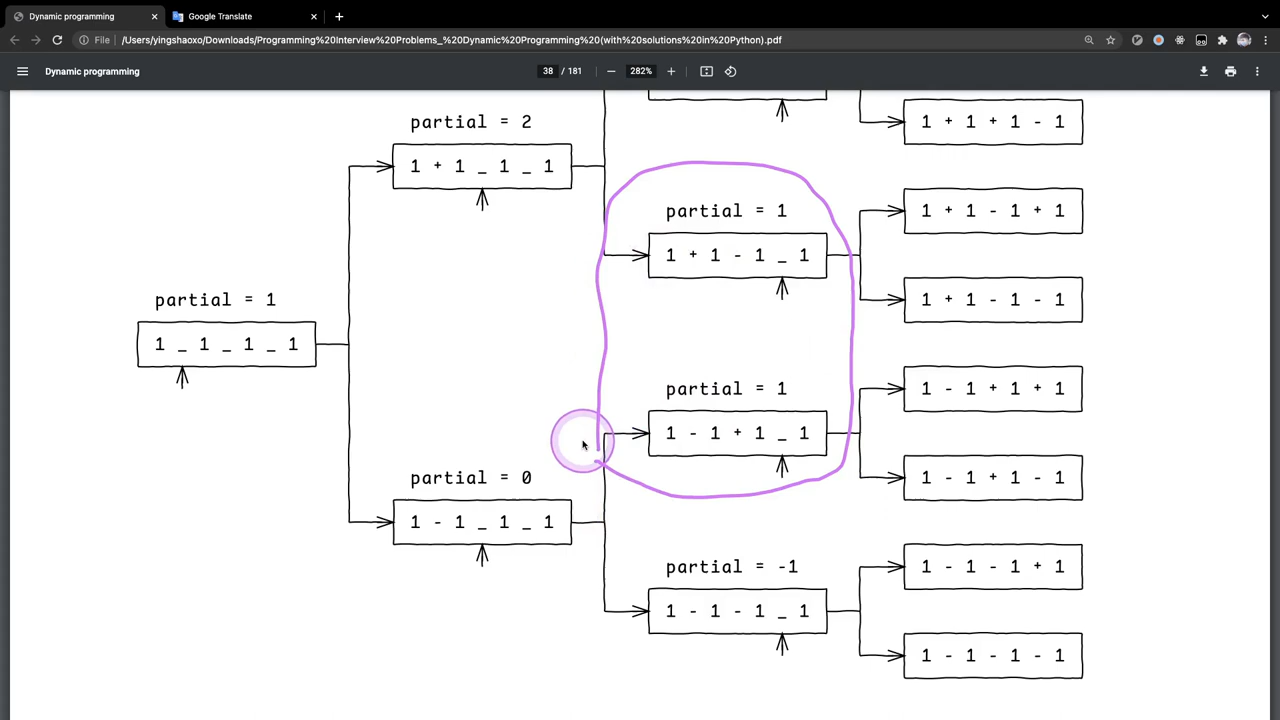 Dynamic programming
Google Translate
File
/Users/yingshaoxo/Downloads/Programming%20Interview%20Problems_%20Dynamic%20Programming%20(with%20solutions%20in%20Python).pdf
Dynamic programming
38 / 181
282%
1 + 1 + 1 - 1
partial = 2
1 + 1 _ 1 _ 1
partial = 1
1 + 1 - 1 _ 1
1 + 1 - 1 + 1
1 + 1 - 1 - 1
partial = 1
1 _ 1 _ 1 _ 1
partial = 1
1 - 1 + 1 _ 1
1 - 1 + 1 + 1
1 - 1 + 1 - 1
partial = 0
1 - 1 _ 1 _ 1
partial = -1
1 - 1 - 1 _ 1
1 - 1 - 1 + 1
1 - 1 - 1 - 1